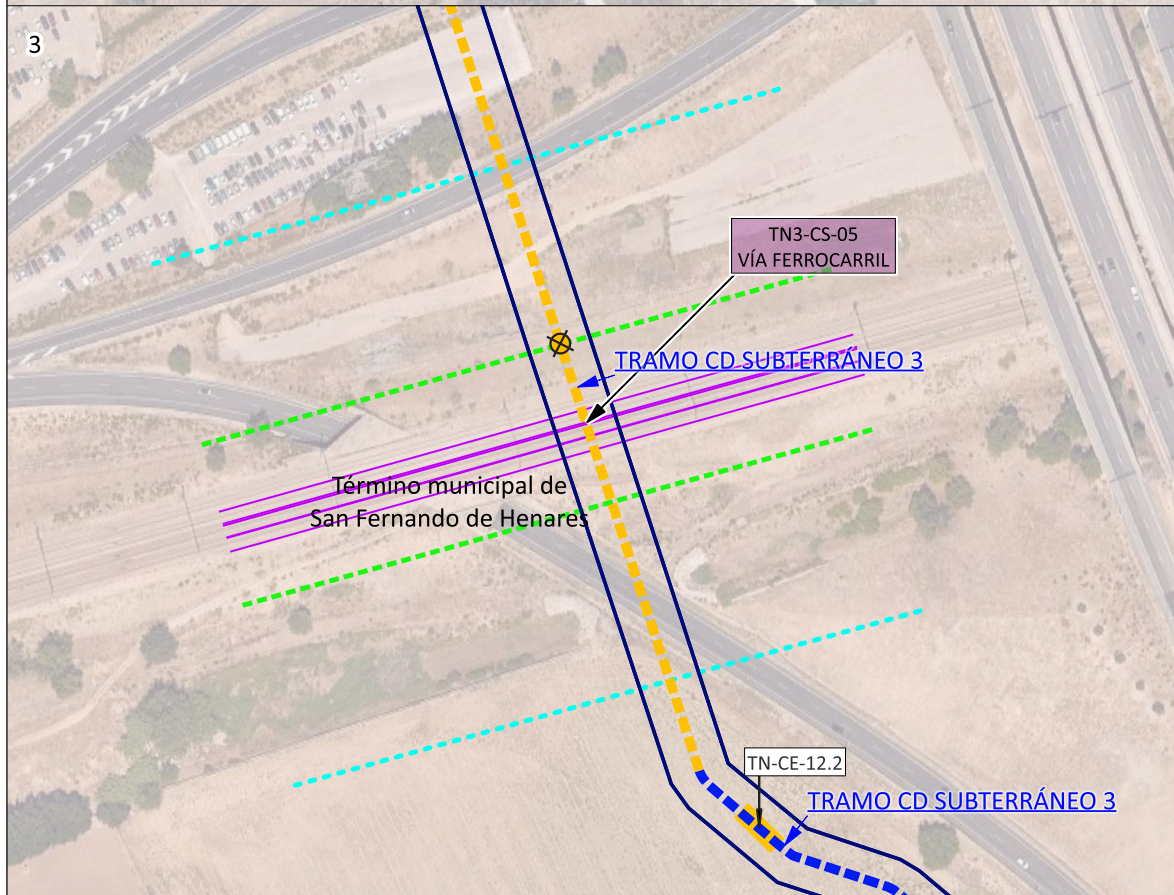 3
TN3-CS-05
VÍA FERROCARRIL
TRAMO CD SUBTERRÁNEO 3
Término municipal de
San Fernando de Henares
TN-CE-12.2
TRAMO CD SUBTERRÁNEO 3